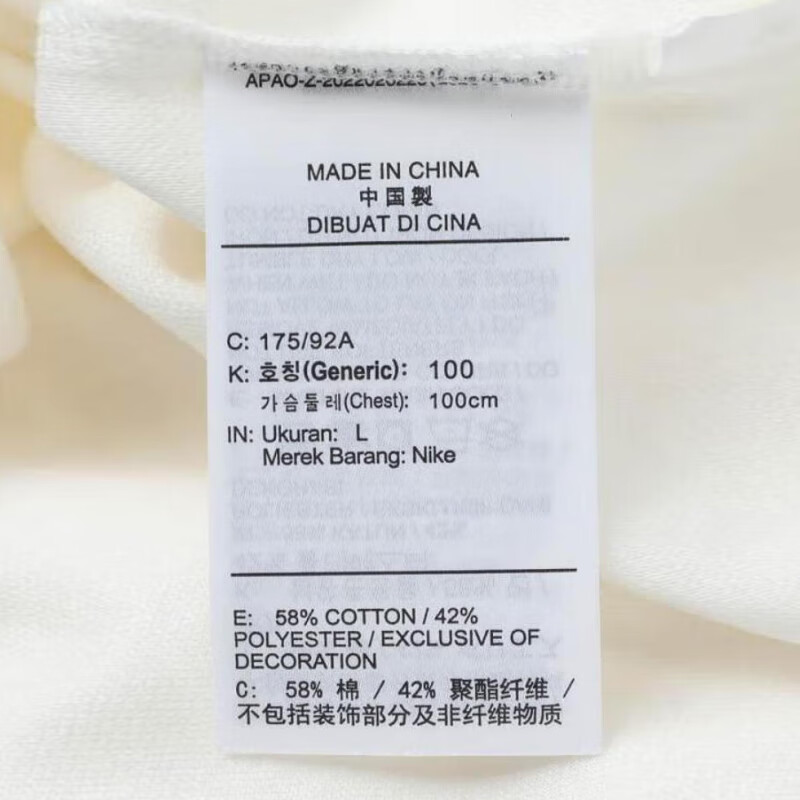 MADE IN CHINA
中国製
DIBUAT DI CINA
C: 175/92A
K: 호칭(Generic): 100
가슴둘레(Chest): 100cm
IN: Ukuran: L
Merek Barang: Nike
E: 58% COTTON / 42%
POLYESTER / EXCLUSIVE OF
DECORATION
C: 58% 棉 / 42% 聚酯纤维 /
不包括装饰部分及非纤维物质